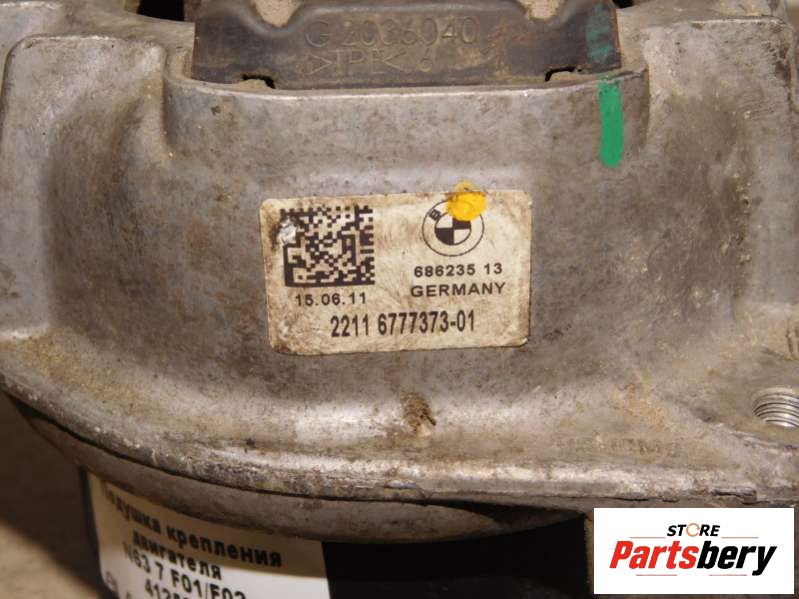 G 2036040
>TPE<
B
686235 13
15.06.11
GERMANY
2211 6777373-01
Подушка крепления
двигателя
N63 7 F01/F02
STORE
Partsbery